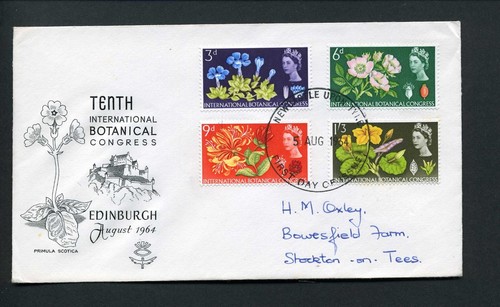 TENTH
INTERNATIONAL
BOTANICAL
CONGRESS
EDINBURGH
August 1964
PRIMULA SCOTICA
3d
INTERNATIONAL BOTANICAL CONGRESS
6d
INTERNATIONAL BOTANICAL CONGRESS
9d
INTERNATIONAL BOTANICAL CONGRESS
1'3
INTERNATIONAL BOTANICAL CONGRESS
5 AUG
FIRST DAY
H. M. Oxley,
Bowesfield Farm,
Stockton-on-Tees.